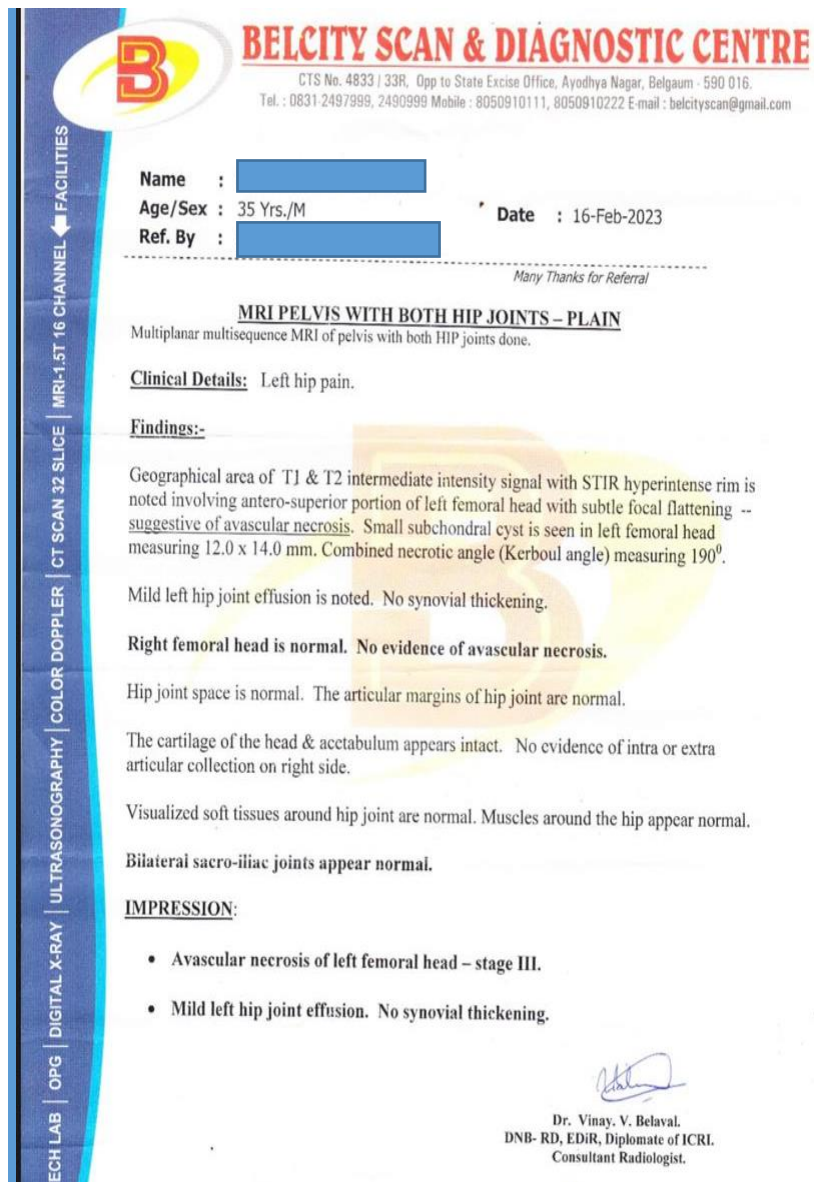 B
BELCITY SCAN & DIAGNOSTIC CENTRE
CTS No. 4833 / 33R, Opp to State Excise Office, Ayodhya Nagar, Belgaum - 590 016.
Tel. : 0831-2497999, 2490999 Mobile : 8050910111, 8050910222 E-mail : belcityscan@gmail.com
Name :
Age/Sex : 35 Yrs./M
Date : 16-Feb-2023
Ref. By :
Many Thanks for Referral
MRI PELVIS WITH BOTH HIP JOINTS – PLAIN
Multiplanar multisequence MRI of pelvis with both HIP joints done.
Clinical Details: Left hip pain.
Findings:-
Geographical area of T1 & T2 intermediate intensity signal with STIR hyperintense rim is
noted involving antero-superior portion of left femoral head with subtle focal flattening --
suggestive of avascular necrosis. Small subchondral cyst is seen in left femoral head
measuring 12.0 x 14.0 mm. Combined necrotic angle (Kerboul angle) measuring 190⁰.
Mild left hip joint effusion is noted. No synovial thickening.
Right femoral head is normal. No evidence of avascular necrosis.
Hip joint space is normal. The articular margins of hip joint are normal.
The cartilage of the head & acetabulum appears intact. No evidence of intra or extra
articular collection on right side.
Visualized soft tissues around hip joint are normal. Muscles around the hip appear normal.
Bilateral sacro-iliac joints appear normal.
IMPRESSION:
• Avascular necrosis of left femoral head – stage III.
• Mild left hip joint effusion. No synovial thickening.
Dr. Vinay. V. Belaval.
DNB- RD, EDiR, Diplomate of ICRI.
Consultant Radiologist.
ECH LAB | OPG | DIGITAL X-RAY | ULTRASONOGRAPHY | COLOR DOPPLER | CT SCAN 32 SLICE | MRI-1.5T 16 CHANNEL FACILITIES